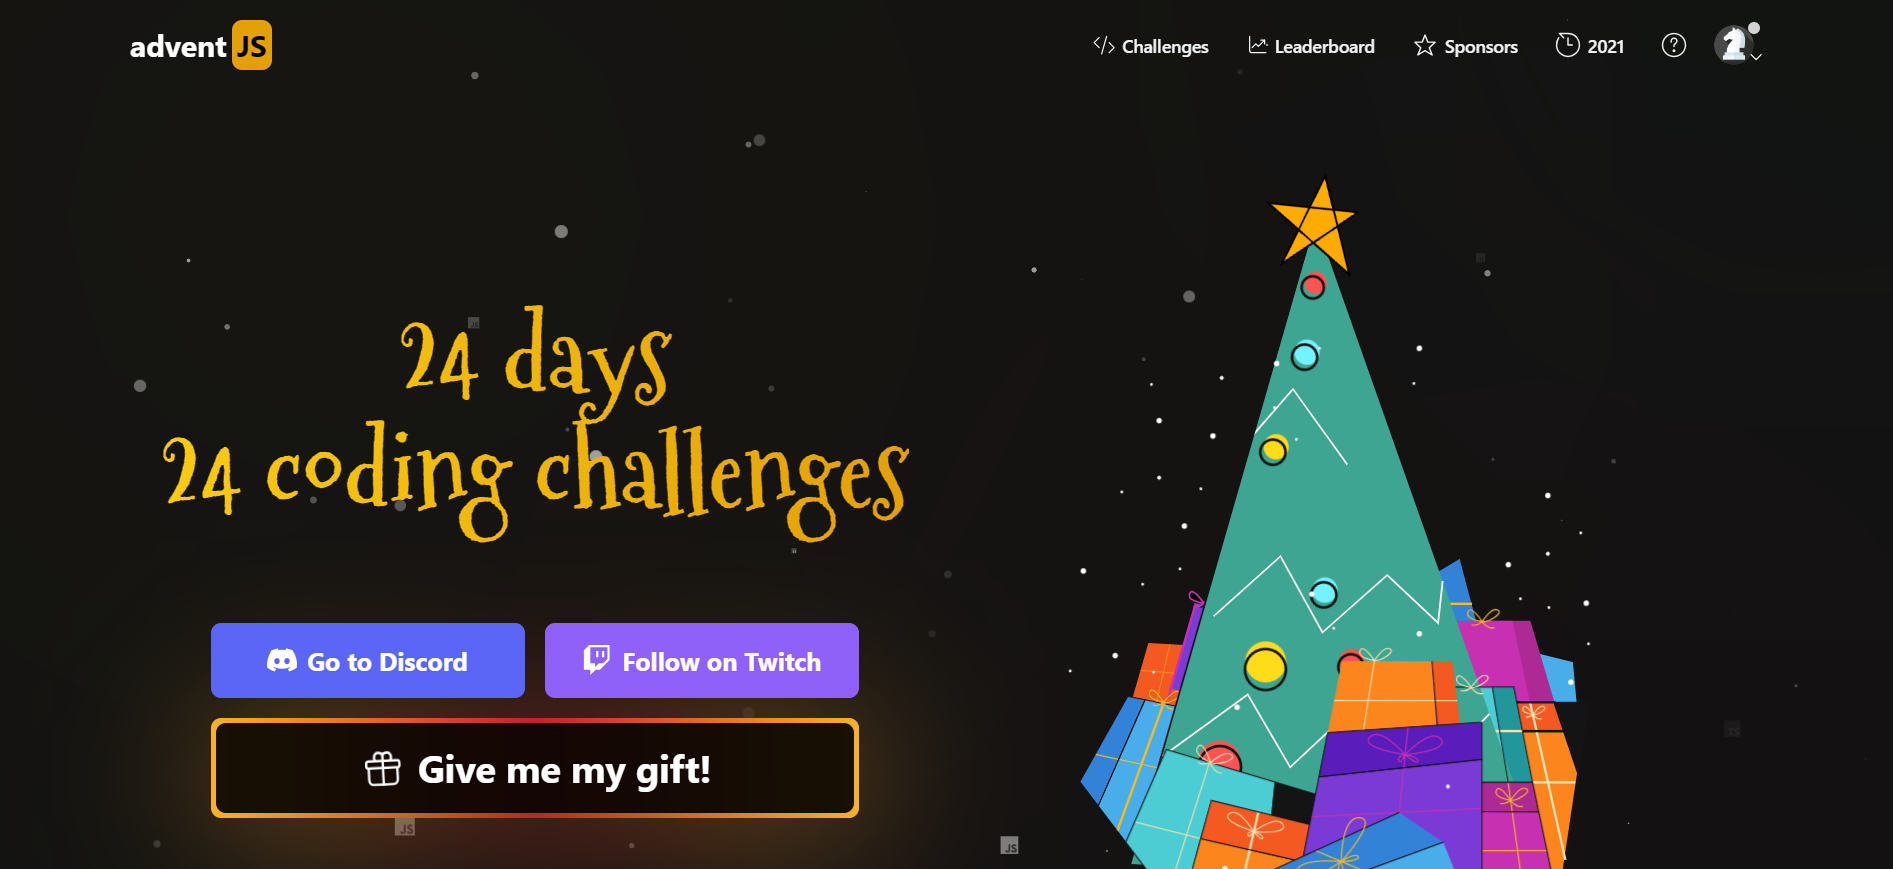 advent JS
Challenges
Leaderboard
Sponsors
2021
24 days
24 coding challenges
Go to Discord
Follow on Twitch
Give me my gift!
JS
JS